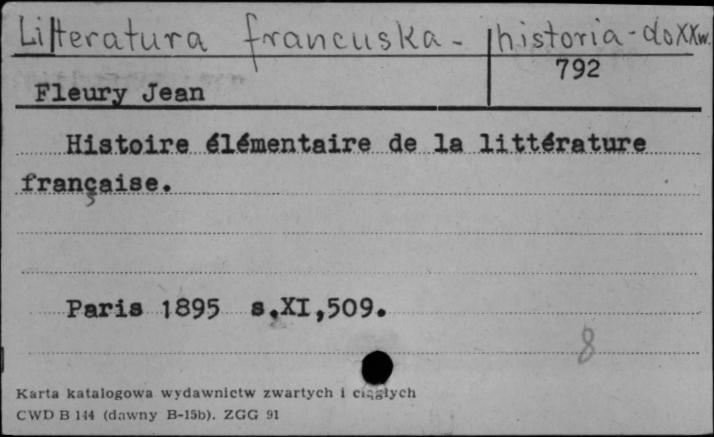 Litteratura francuska - historia - do XXw.
792
Fleury Jean
Histoire élémentaire de la littérature
française.
Paris 1895 s.XI,509.
8
Karta katalogowa wydawnictw zwartych i ciągłych
CWD B 144 (dawny B-15b). ZGG 91